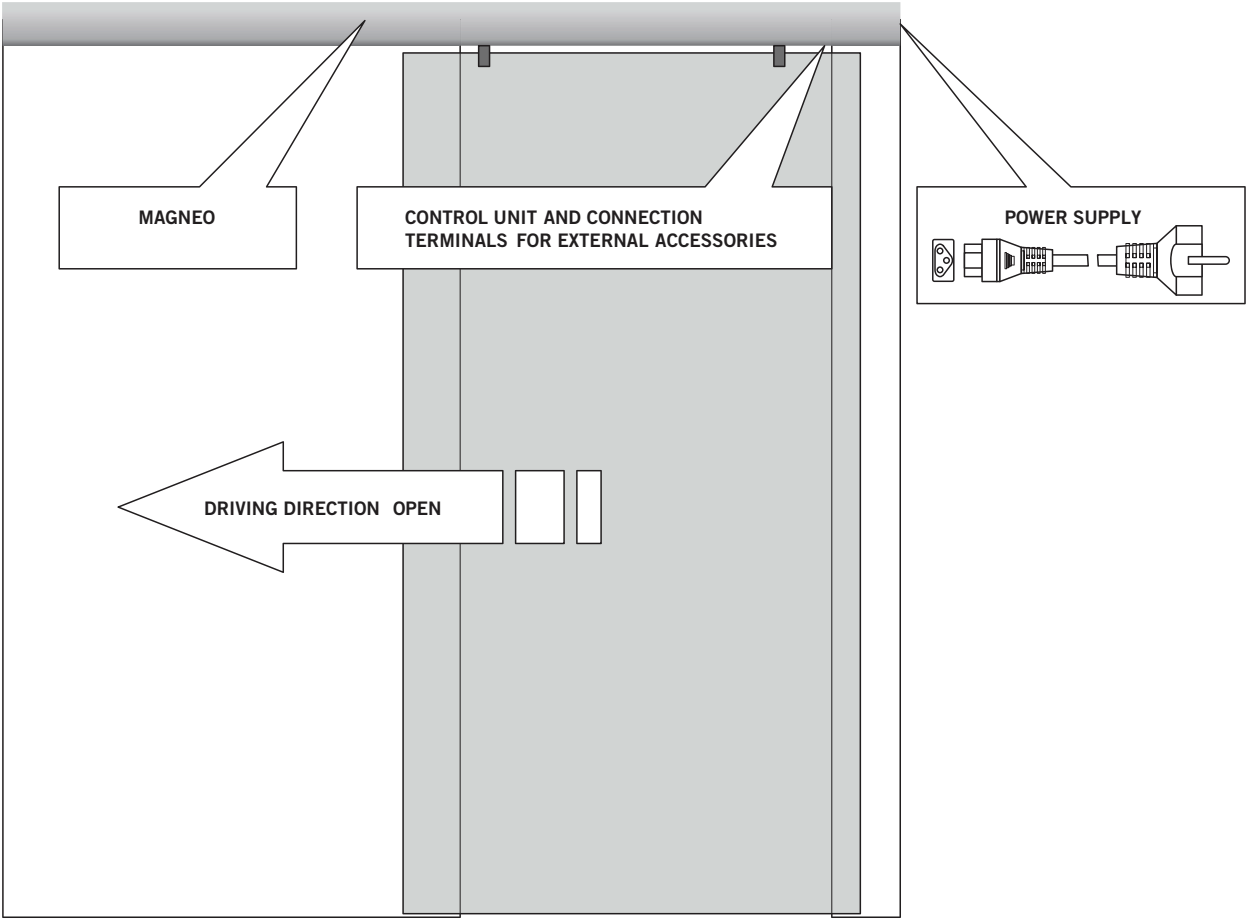 MAGNEO
CONTROL UNIT AND CONNECTION
TERMINALS FOR EXTERNAL ACCESSORIES
POWER SUPPLY
DRIVING DIRECTION OPEN